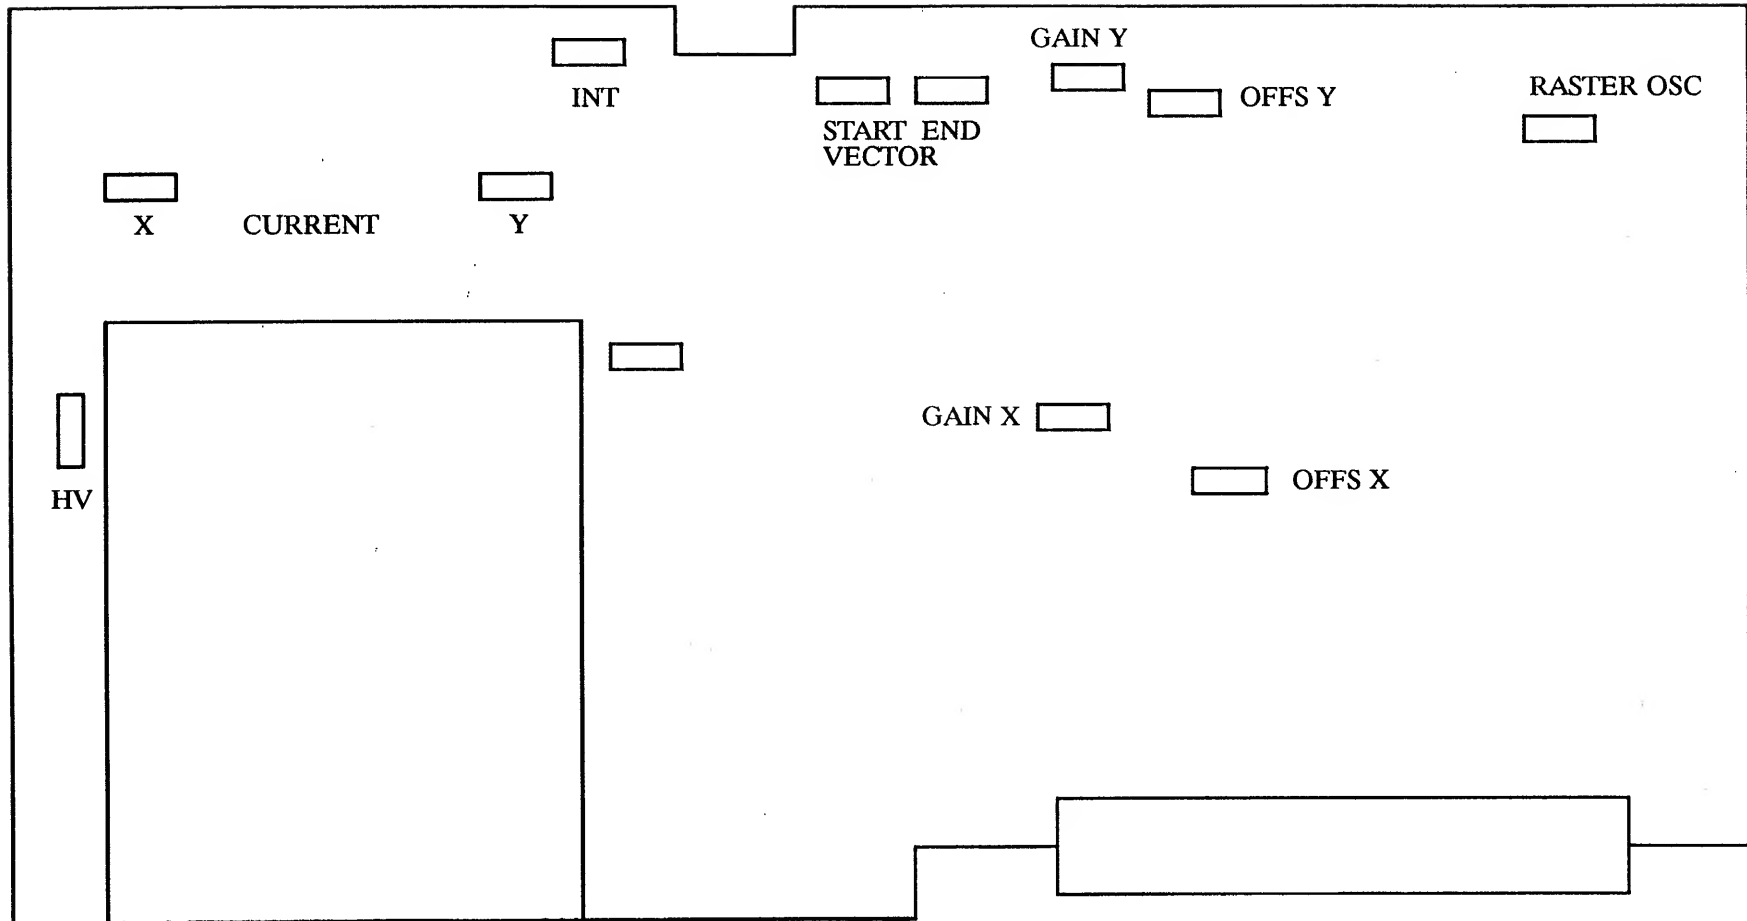 GAIN Y
INT
OFFS Y
RASTER OSC
START END
VECTOR
X CURRENT Y
GAIN X
HV
OFFS X